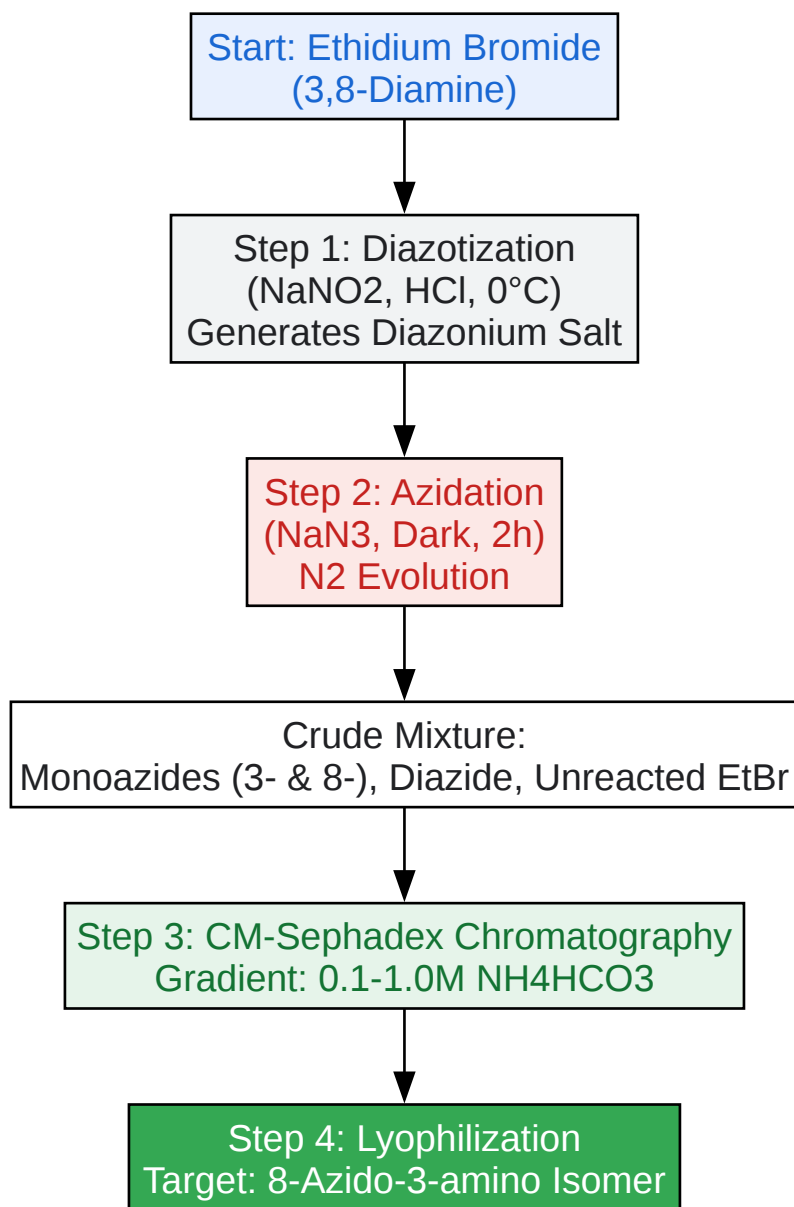 Start: Ethidium Bromide
(3,8-Diamine)
Step 1: Diazotization
(NaNO2, HCl, 0°C)
Generates Diazonium Salt
Step 2: Azidation
(NaN3, Dark, 2h)
N2 Evolution
Crude Mixture:
Monoazides (3- & 8-), Diazide, Unreacted EtBr
Step 3: CM-Sephadex Chromatography
Gradient: 0.1-1.0M NH4HCO3
Step 4: Lyophilization
Target: 8-Azido-3-amino Isomer